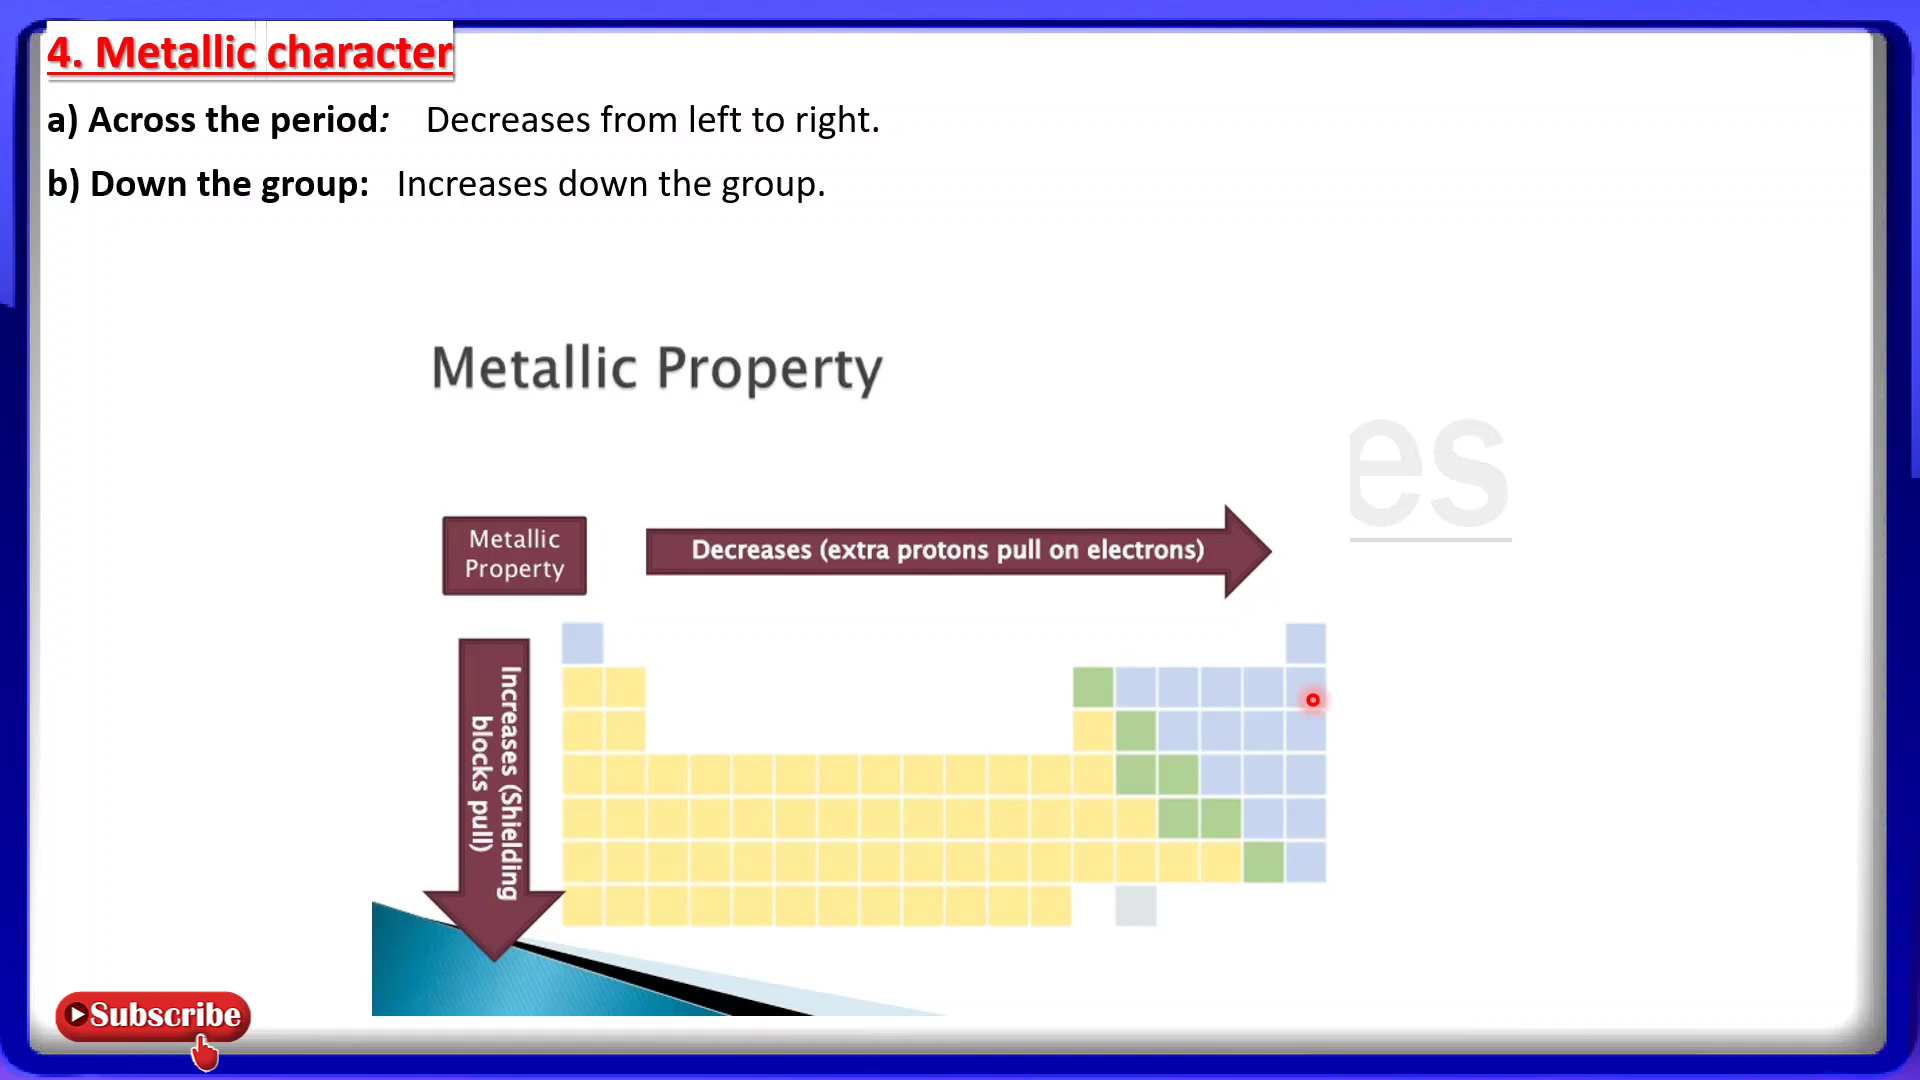 4. Metallic character
a) Across the period: Decreases from left to right.
b) Down the group: Increases down the group.
Metallic Property
es
Metallic
Property
Decreases (extra protons pull on electrons)
Increases (Shielding
blocks pull)
Subscribe